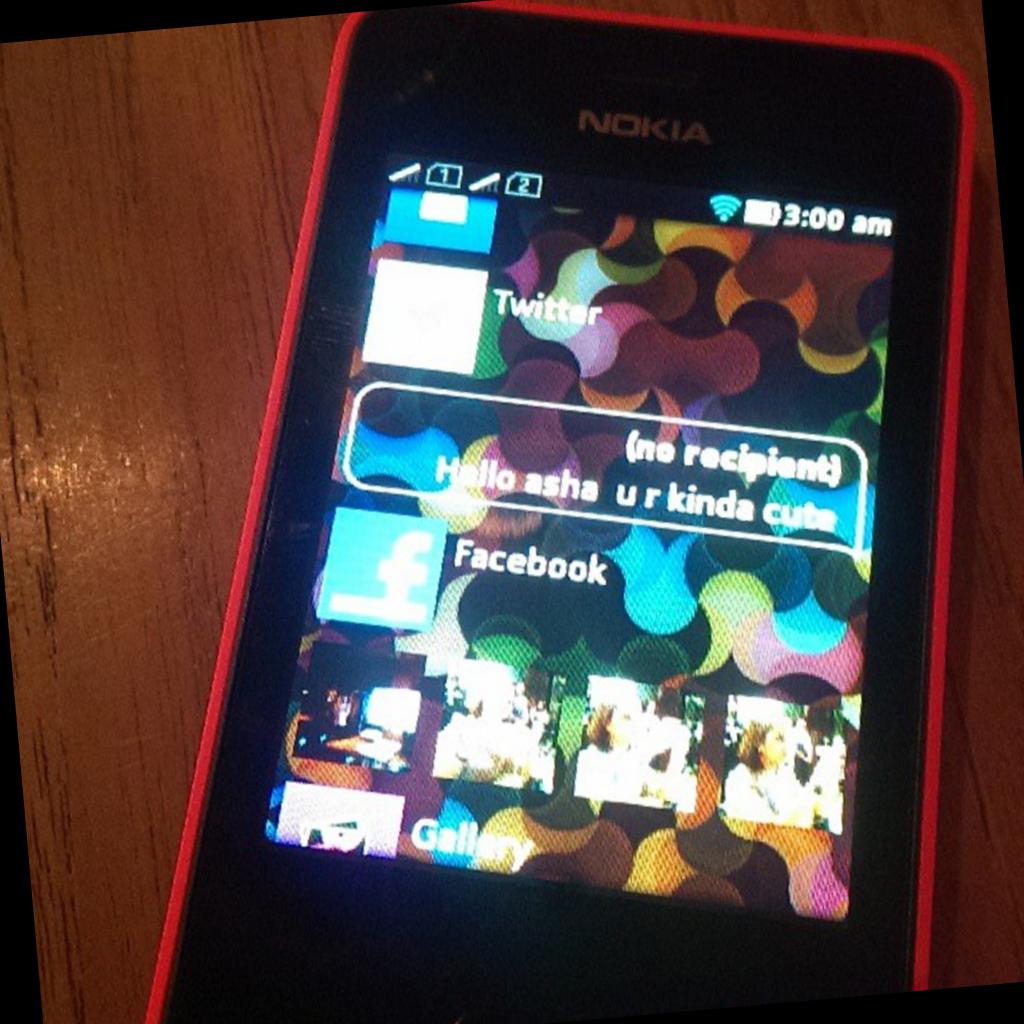 NOKIA
1 2 3:00 am
Twitter
(no recipient)
Hello asha u r kinda cute
f Facebook
Gallery